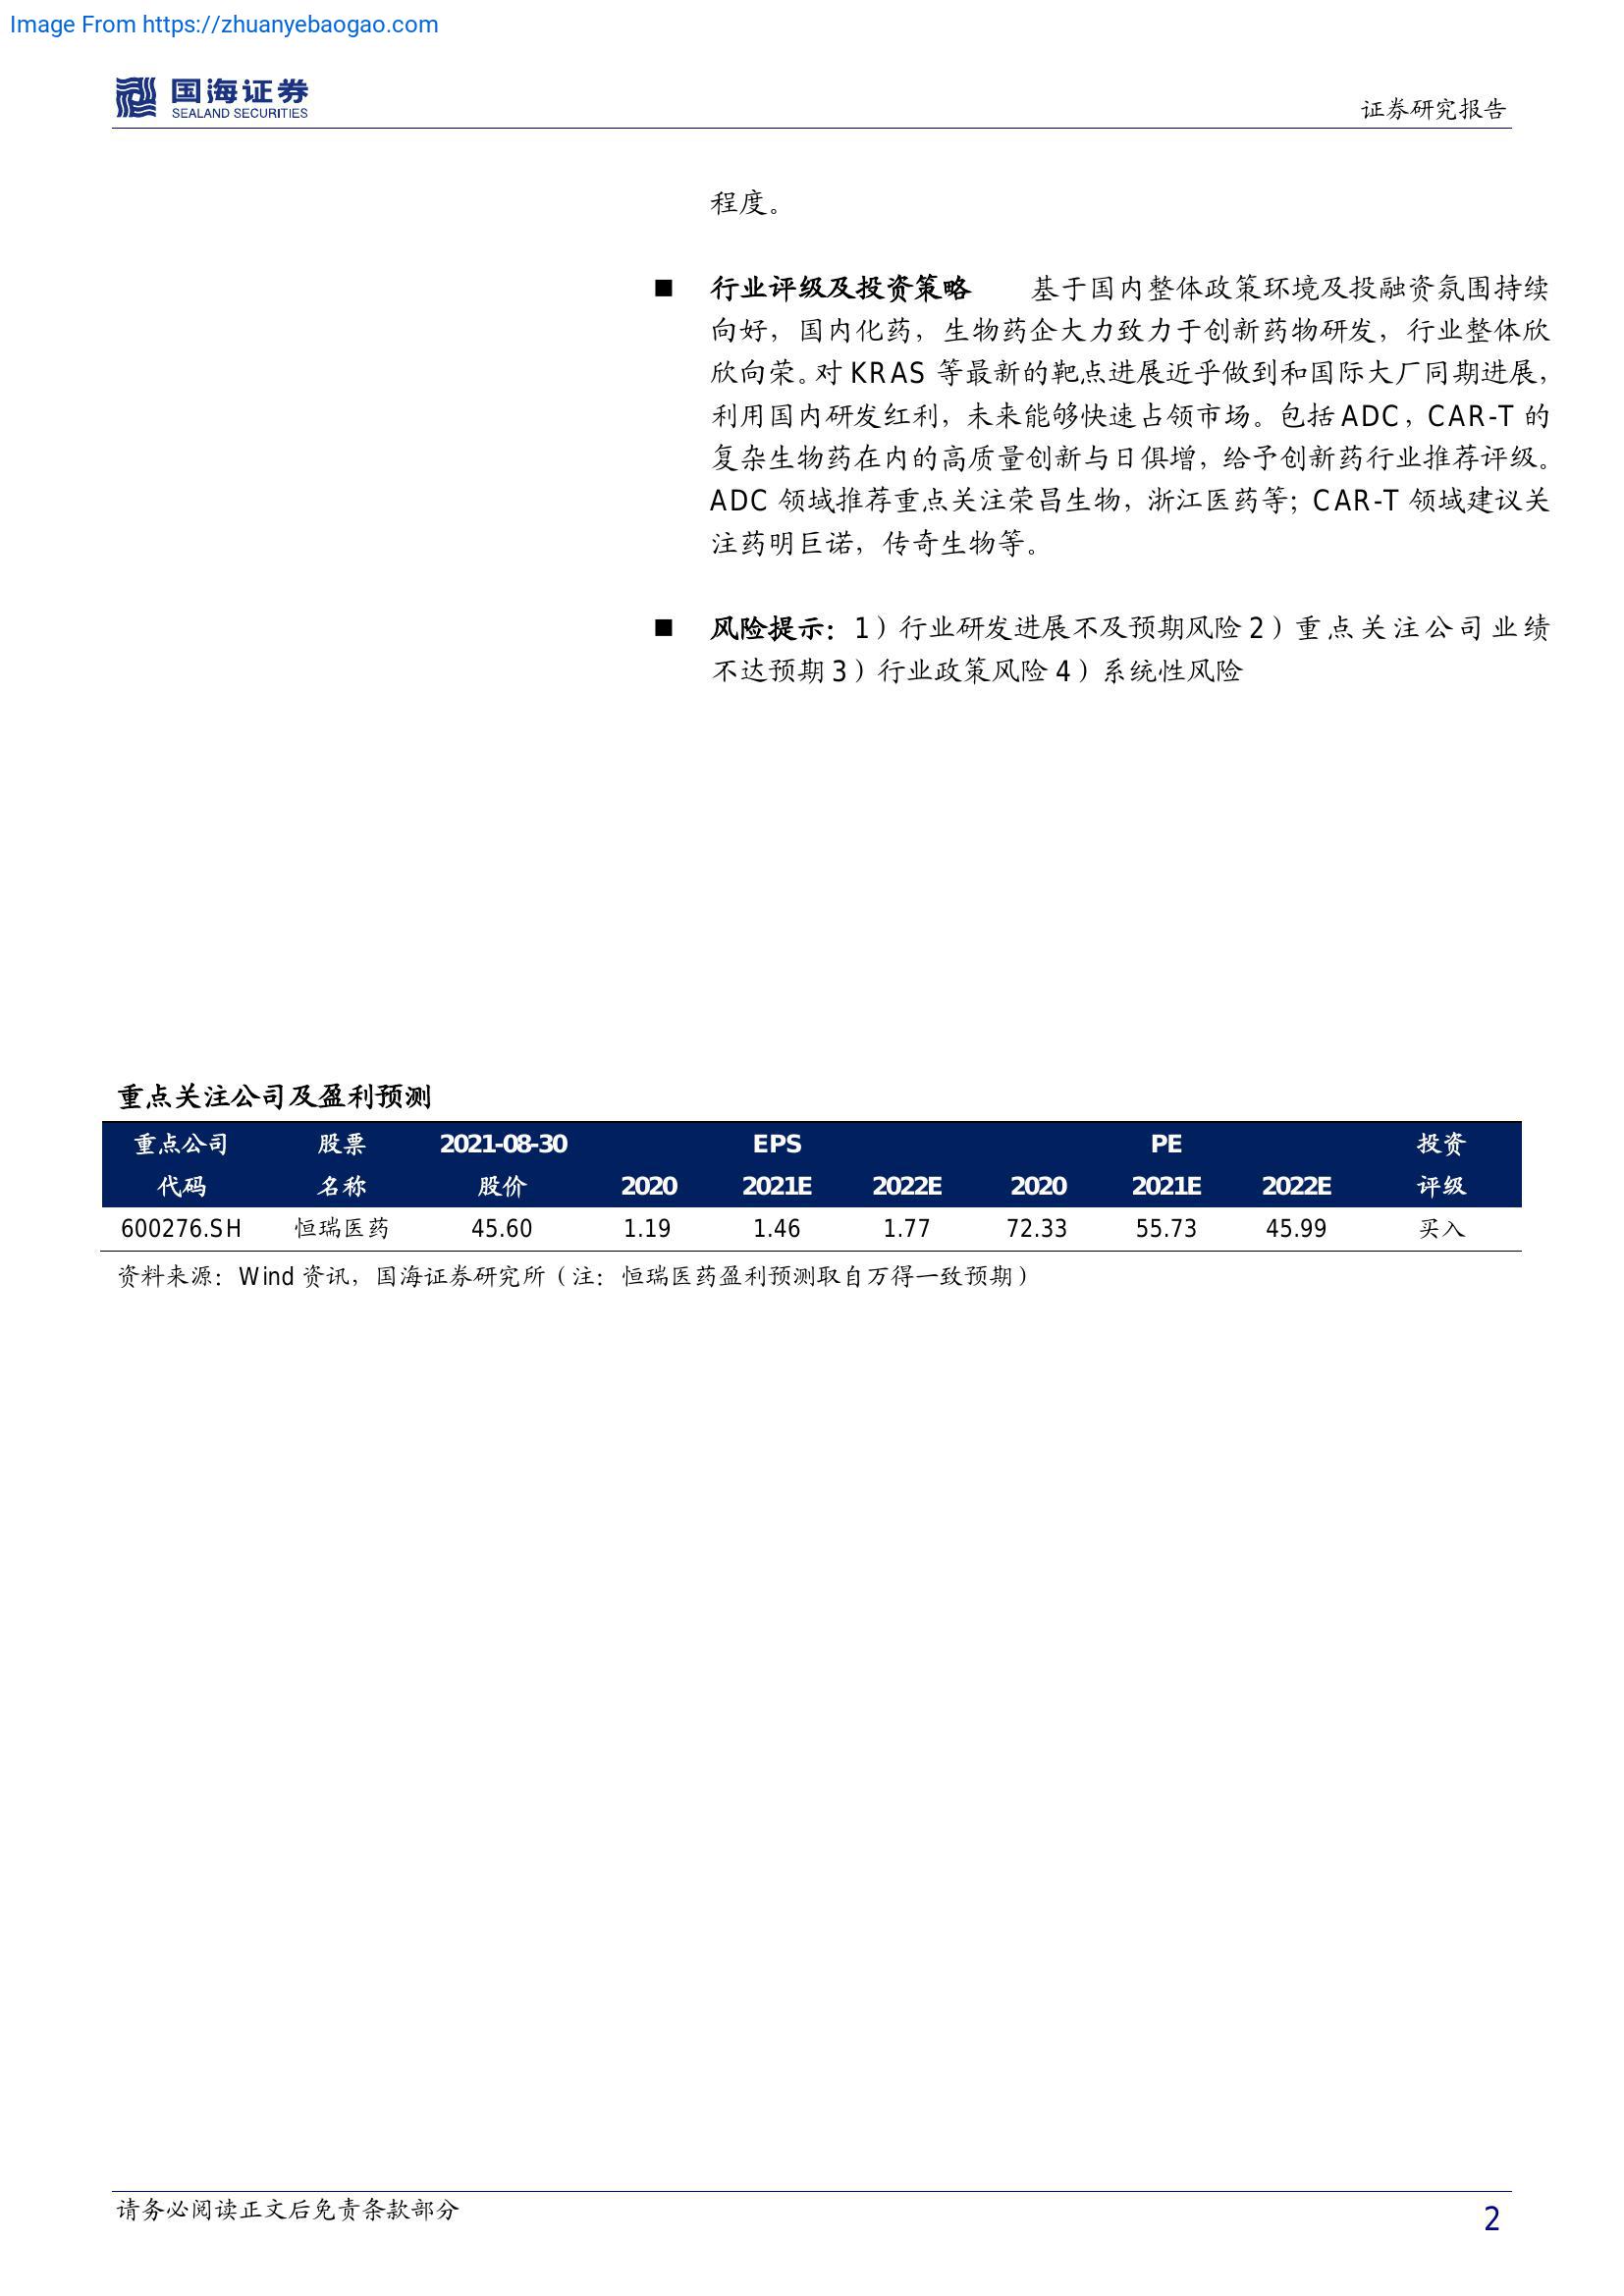 Image From https://zhuanyebaogao.com
国海证券
SEALAND SECURITIES
证券研究报告
程度。
■ 行业评级及投资策略 基于国内整体政策环境及投融资氛围持续
向好，国内化药，生物药企大力致力于创新药物研发，行业整体欣
欣向荣。对 KRAS 等最新的靶点进展近乎做到和国际大厂同期进展，
利用国内研发红利，未来能够快速占领市场。包括 ADC，CAR-T 的
复杂生物药在内的高质量创新与日俱增，给予创新药行业推荐评级。
ADC 领域推荐重点关注荣昌生物，浙江医药等；CAR-T 领域建议关
注药明巨诺，传奇生物等。
■ 风险提示：1）行业研发进展不及预期风险 2）重点关注公司业绩
不达预期 3）行业政策风险 4）系统性风险
重点关注公司及盈利预测
重点公司 股票 2021-08-30 EPS PE 投资
代码 名称 股价 2020 2021E 2022E 2020 2021E 2022E 评级
600276.SH 恒瑞医药 45.60 1.19 1.46 1.77 72.33 55.73 45.99 买入
资料来源：Wind 资讯，国海证券研究所（注：恒瑞医药盈利预测取自万得一致预期）
请务必阅读正文后免责条款部分
2